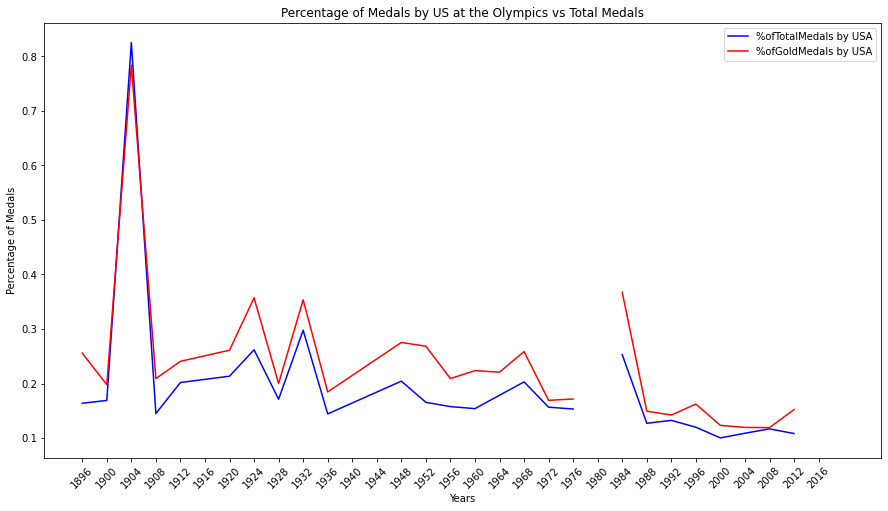 Percentage of Medals by US at the Olympics vs Total Medals
%ofTotalMedals by USA
%ofGoldMedals by USA
Percentage of Medals
0.8
0.7
0.6
0.5
0.4
0.3
0.2
0.1
1896 1900 1904 1908 1912 1916 1920 1924 1928 1932 1936 1940 1944 1948 1952 1956 1960 1964 1968 1972 1976 1980 1984 1988 1992 1996 2000 2004 2008 2012 2016
Years